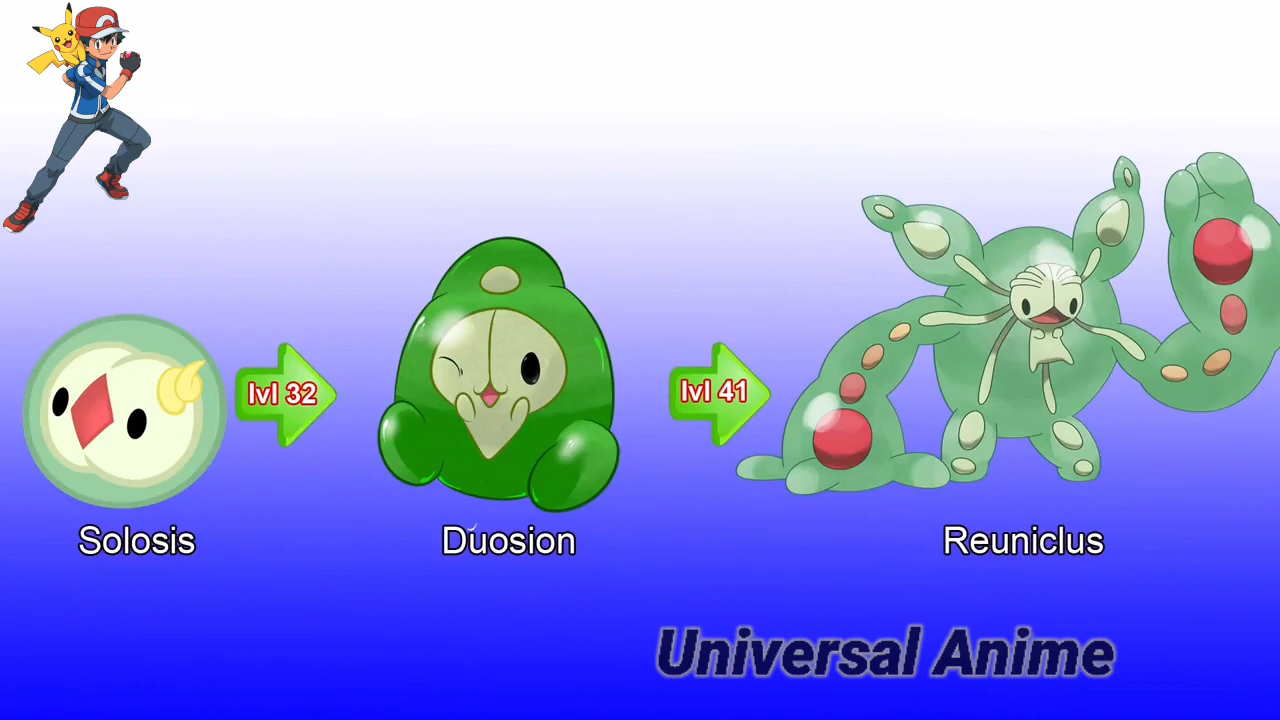 lvl 32
lvl 41
Solosis
Duosion
Reuniclus
Universal Anime